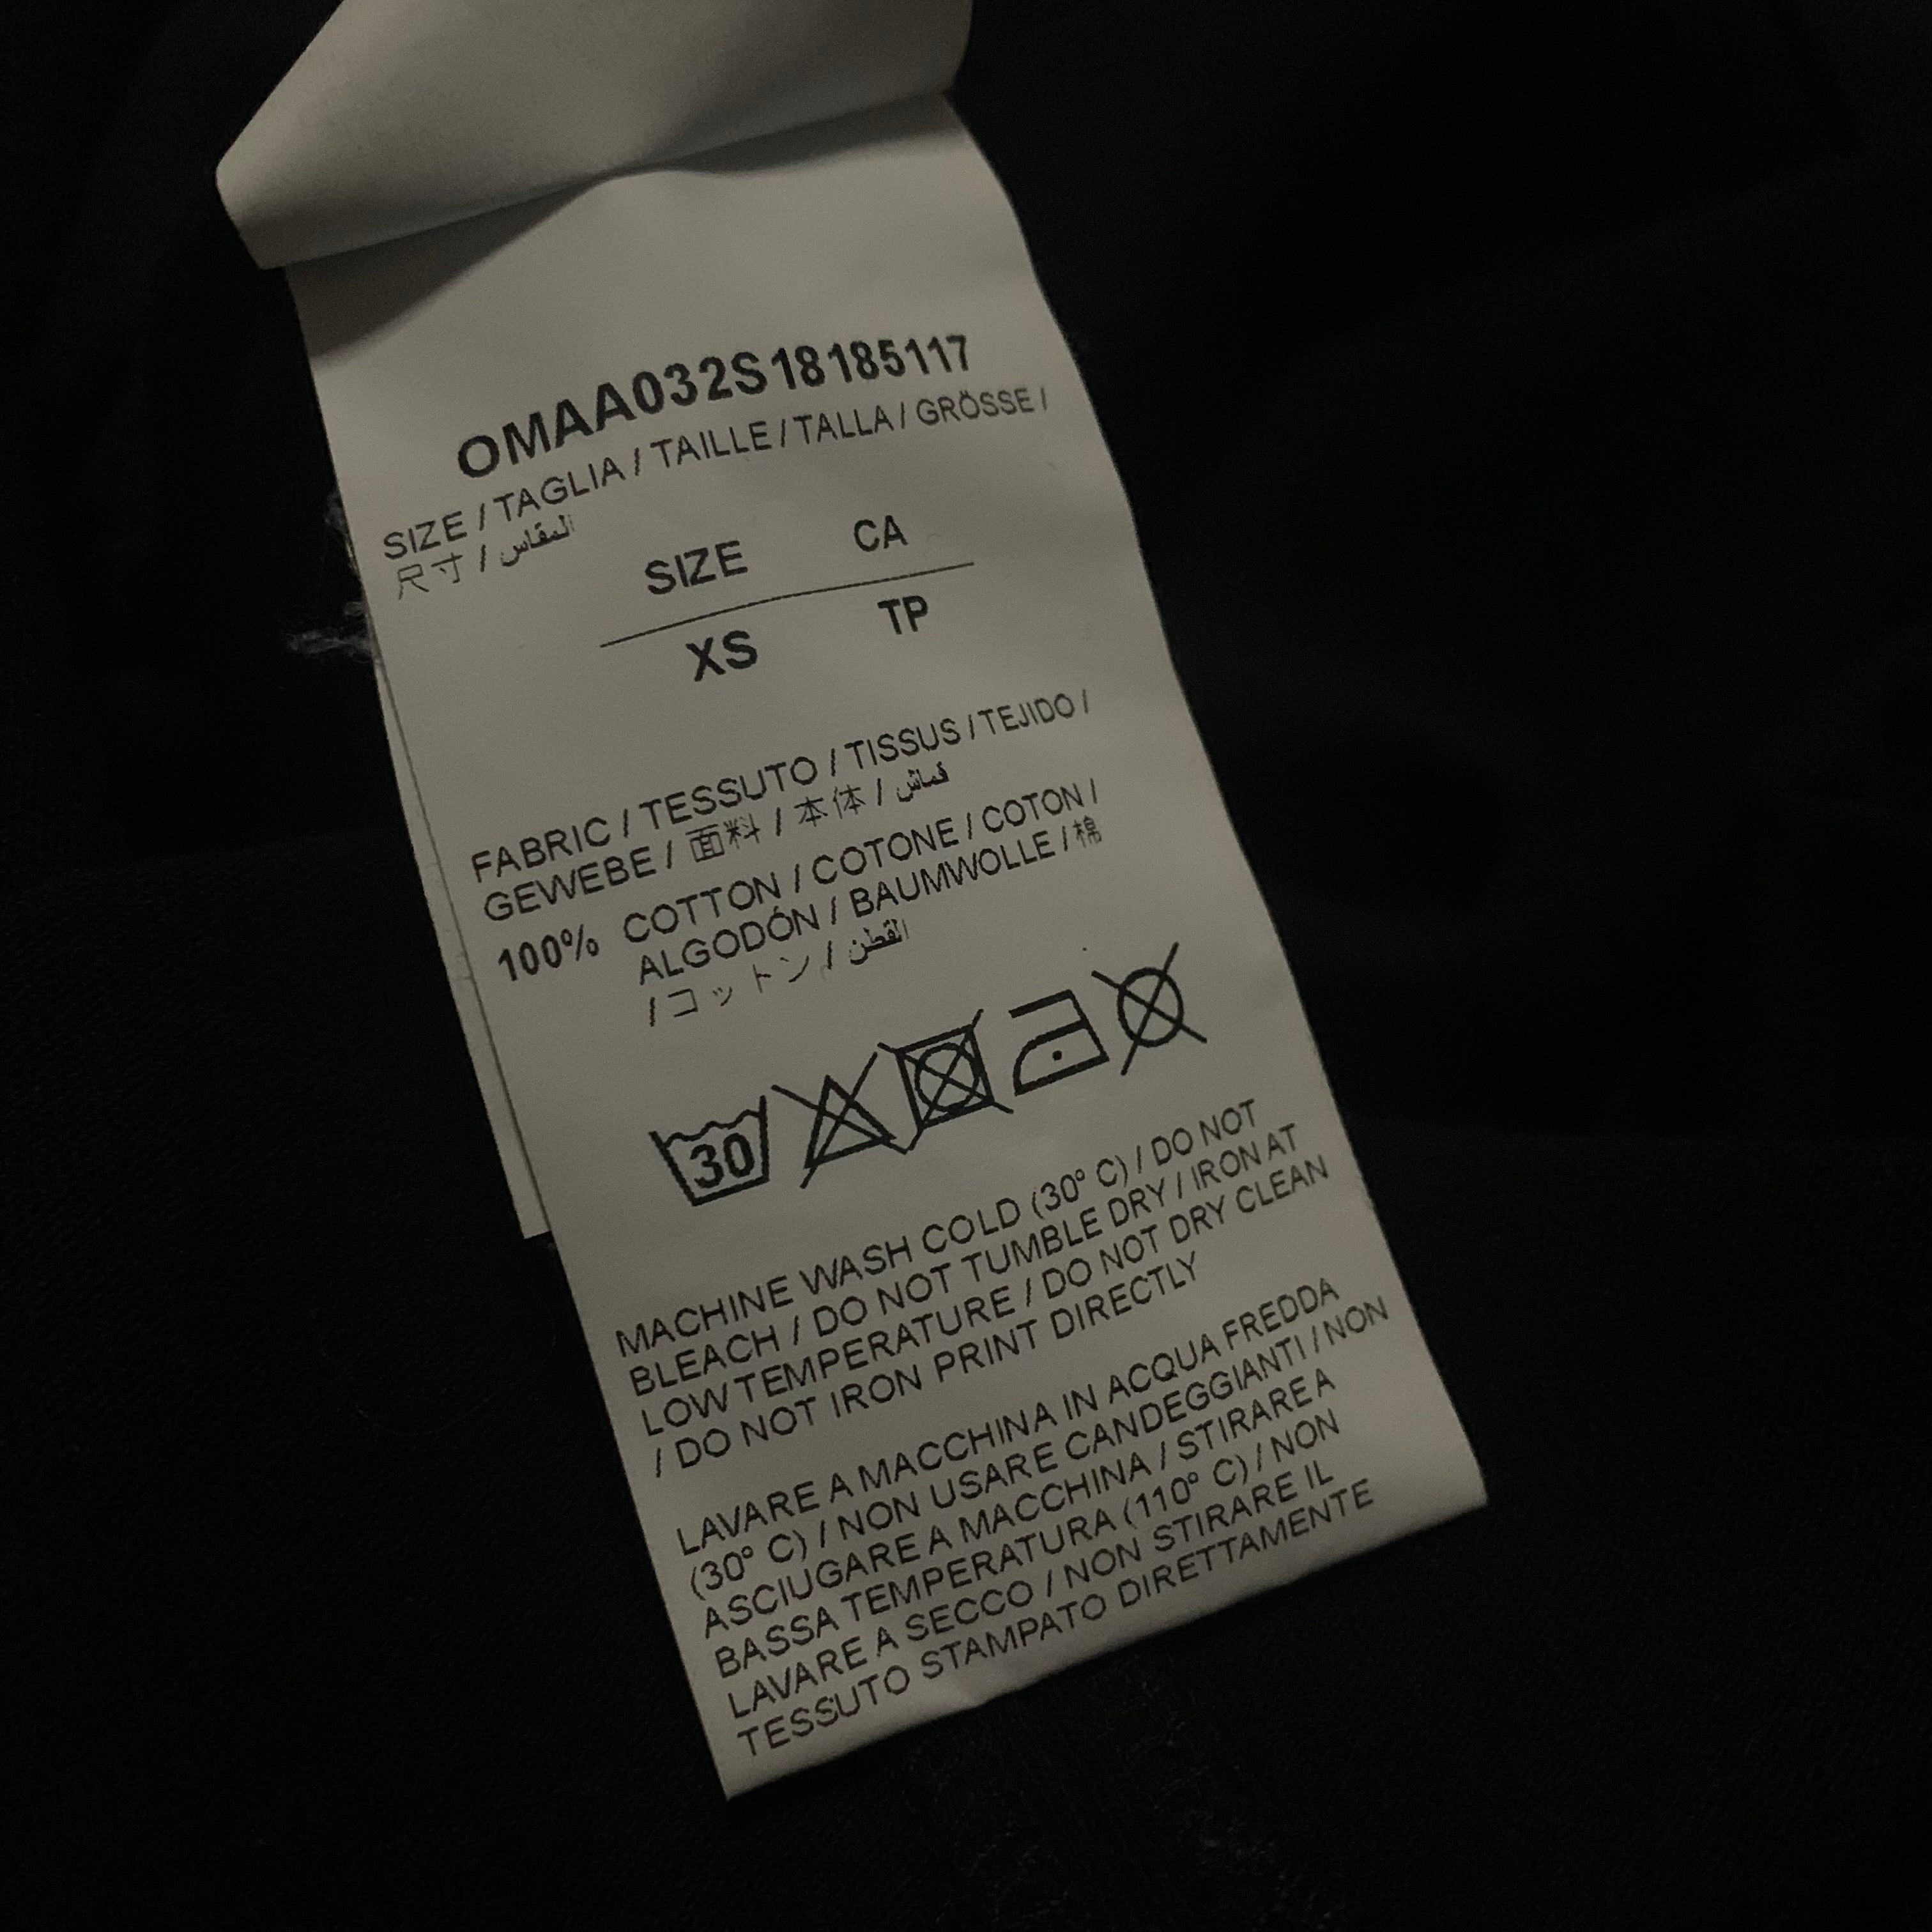 OMAA032S18185117
SIZE / TAGLIA / TAILLE / TALLA / GRÖSSE /
尺寸 / المقاس
SIZE CA
XS TP
FABRIC / TESSUTO / TISSUS / TEJIDO /
GEWEBE / 面料 / 本体 / قماش
100% COTTON / COTONE / COTON /
ALGODÓN / BAUMWOLLE / 棉
/ コットン / القطن
30
MACHINE WASH COLD (30° C) / DO NOT
BLEACH / DO NOT TUMBLE DRY / IRON AT
LOW TEMPERATURE / DO NOT DRY CLEAN
/ DO NOT IRON PRINT DIRECTLY
LAVARE A MACCHINA IN ACQUA FREDDA
(30° C) / NON USARE CANDEGGIANTI / NON
ASCIUGARE A MACCHINA / STIRARE A
BASSA TEMPERATURA (110° C) / NON
LAVARE A SECCO / NON STIRARE IL
TESSUTO STAMPATO DIRETTAMENTE